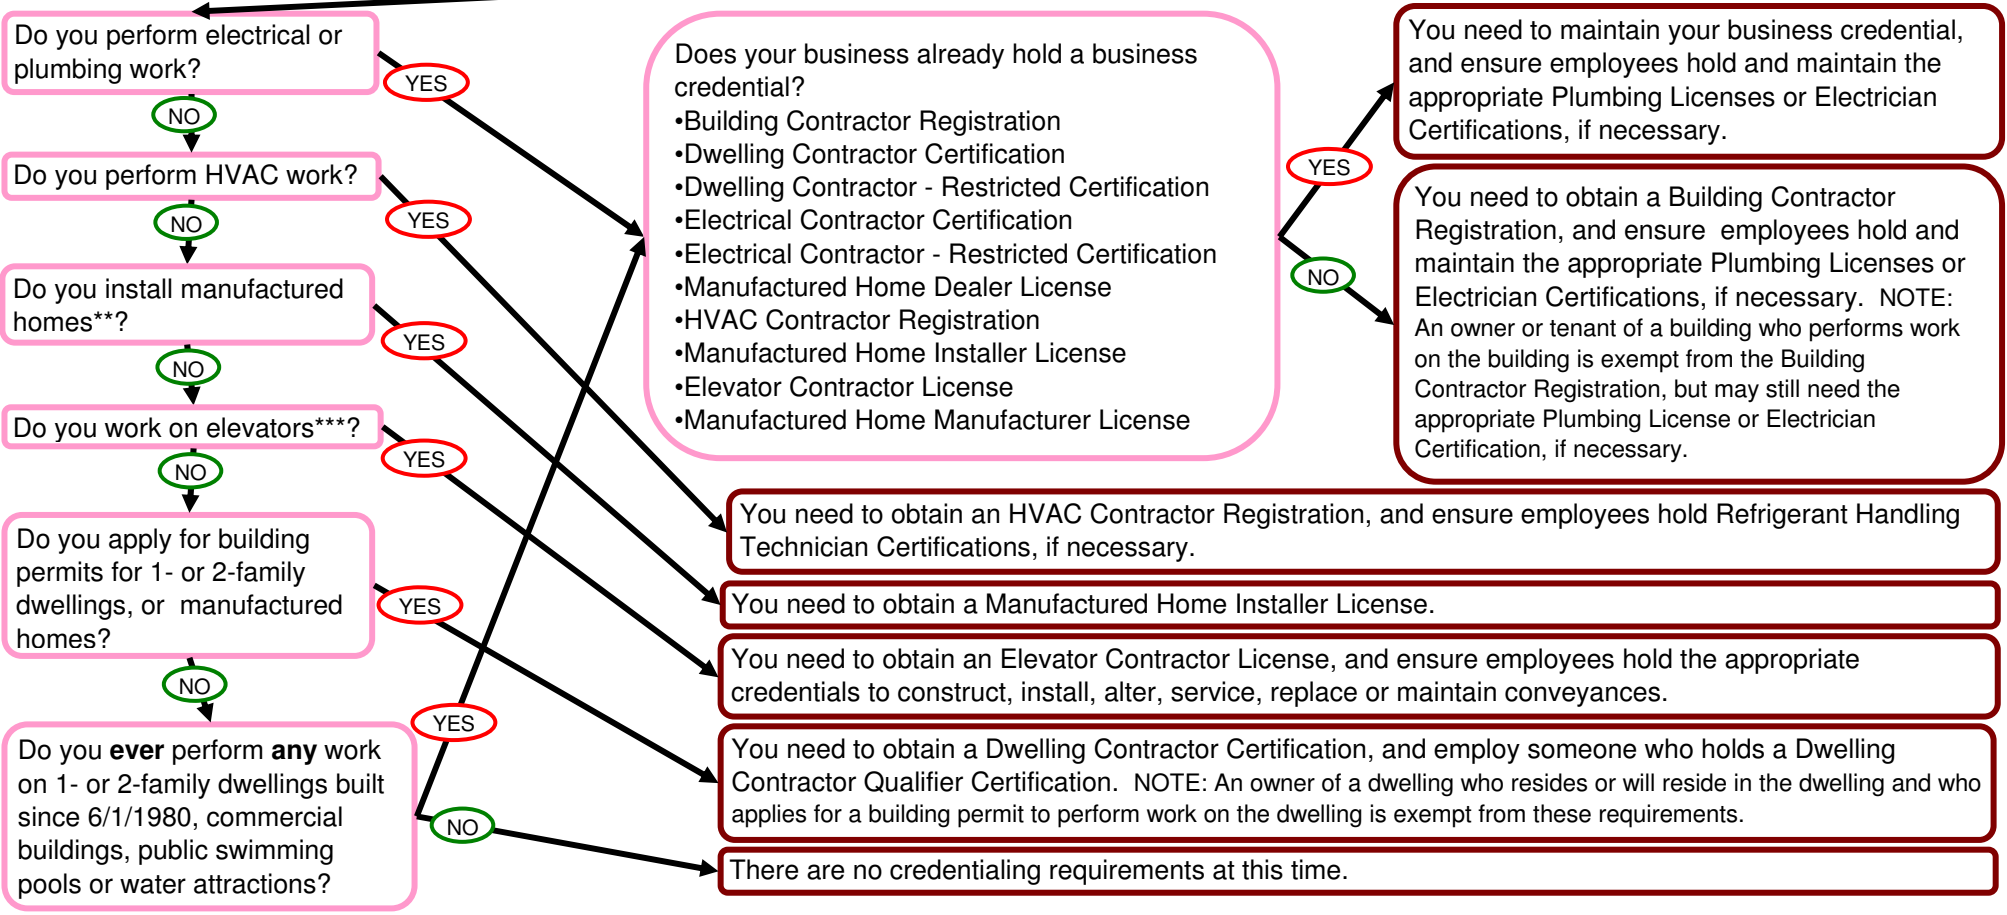 Do you perform electrical or
plumbing work?
YES
NO
Do you perform HVAC work?
YES
NO
Do you install manufactured
homes**?
YES
NO
Do you work on elevators***?
YES
NO
Do you apply for building
permits for 1- or 2-family
dwellings, or manufactured
homes?
YES
NO
Do you ever perform any work
on 1- or 2-family dwellings built
since 6/1/1980, commercial
buildings, public swimming
pools or water attractions?
YES
NO
Does your business already hold a business
credential?
•Building Contractor Registration
•Dwelling Contractor Certification
•Dwelling Contractor - Restricted Certification
•Electrical Contractor Certification
•Electrical Contractor - Restricted Certification
•Manufactured Home Dealer License
•HVAC Contractor Registration
•Manufactured Home Installer License
•Elevator Contractor License
•Manufactured Home Manufacturer License
YES
NO
You need to maintain your business credential,
and ensure employees hold and maintain the
appropriate Plumbing Licenses or Electrician
Certifications, if necessary.
You need to obtain a Building Contractor
Registration, and ensure employees hold and
maintain the appropriate Plumbing Licenses or
Electrician Certifications, if necessary. NOTE:
An owner or tenant of a building who performs work
on the building is exempt from the Building
Contractor Registration, but may still need the
appropriate Plumbing License or Electrician
Certification, if necessary.
You need to obtain an HVAC Contractor Registration, and ensure employees hold Refrigerant Handling
Technician Certifications, if necessary.
You need to obtain a Manufactured Home Installer License.
You need to obtain an Elevator Contractor License, and ensure employees hold the appropriate
credentials to construct, install, alter, service, replace or maintain conveyances.
You need to obtain a Dwelling Contractor Certification, and employ someone who holds a Dwelling
Contractor Qualifier Certification. NOTE: An owner of a dwelling who resides or will reside in the dwelling and who
applies for a building permit to perform work on the dwelling is exempt from these requirements.
There are no credentialing requirements at this time.